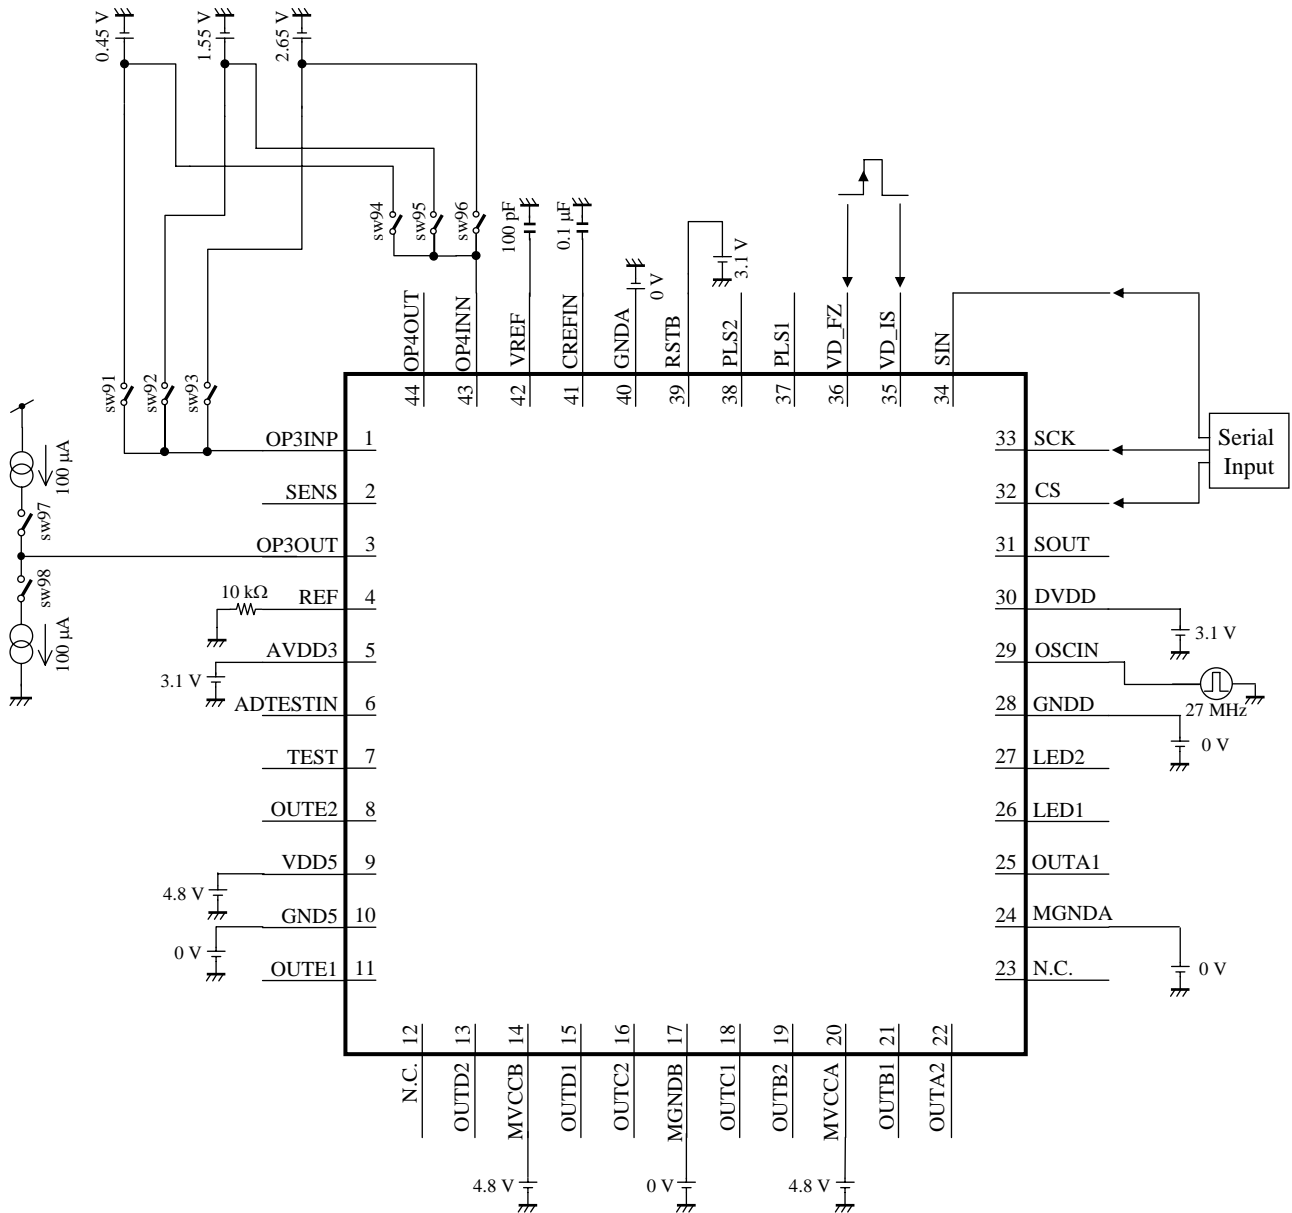 0.45 V
1.55 V
2.65 V
sw94
sw95
sw96
100 pF
0.1 µF
0 V
3.1 V
OP4OUT
OP4INN
VREF
CREFIN
GNDA
RSTB
PLS2
PLS1
VD_FZ
VD_IS
SIN
44
43
42
41
40
39
38
37
36
35
34
sw91
sw92
sw93
100 µA
sw97
sw98
100 µA
OP3INP 1
SENS 2
OP3OUT 3
10 kΩ
REF 4
AVDD3 5
3.1 V
ADTESTIN 6
TEST 7
OUTE2 8
VDD5 9
4.8 V
GND5 10
0 V
OUTE1 11
33 SCK
Serial
Input
32 CS
31 SOUT
30 DVDD
3.1 V
29 OSCIN
27 MHz
28 GNDD
0 V
27 LED2
26 LED1
25 OUTA1
24 MGNDA
0 V
23 N.C.
12
13
14
15
16
17
18
19
20
21
22
N.C.
OUTD2
MVCCB
OUTD1
OUTC2
MGNDB
OUTC1
OUTB2
MVCCA
OUTB1
OUTA2
4.8 V
0 V
4.8 V